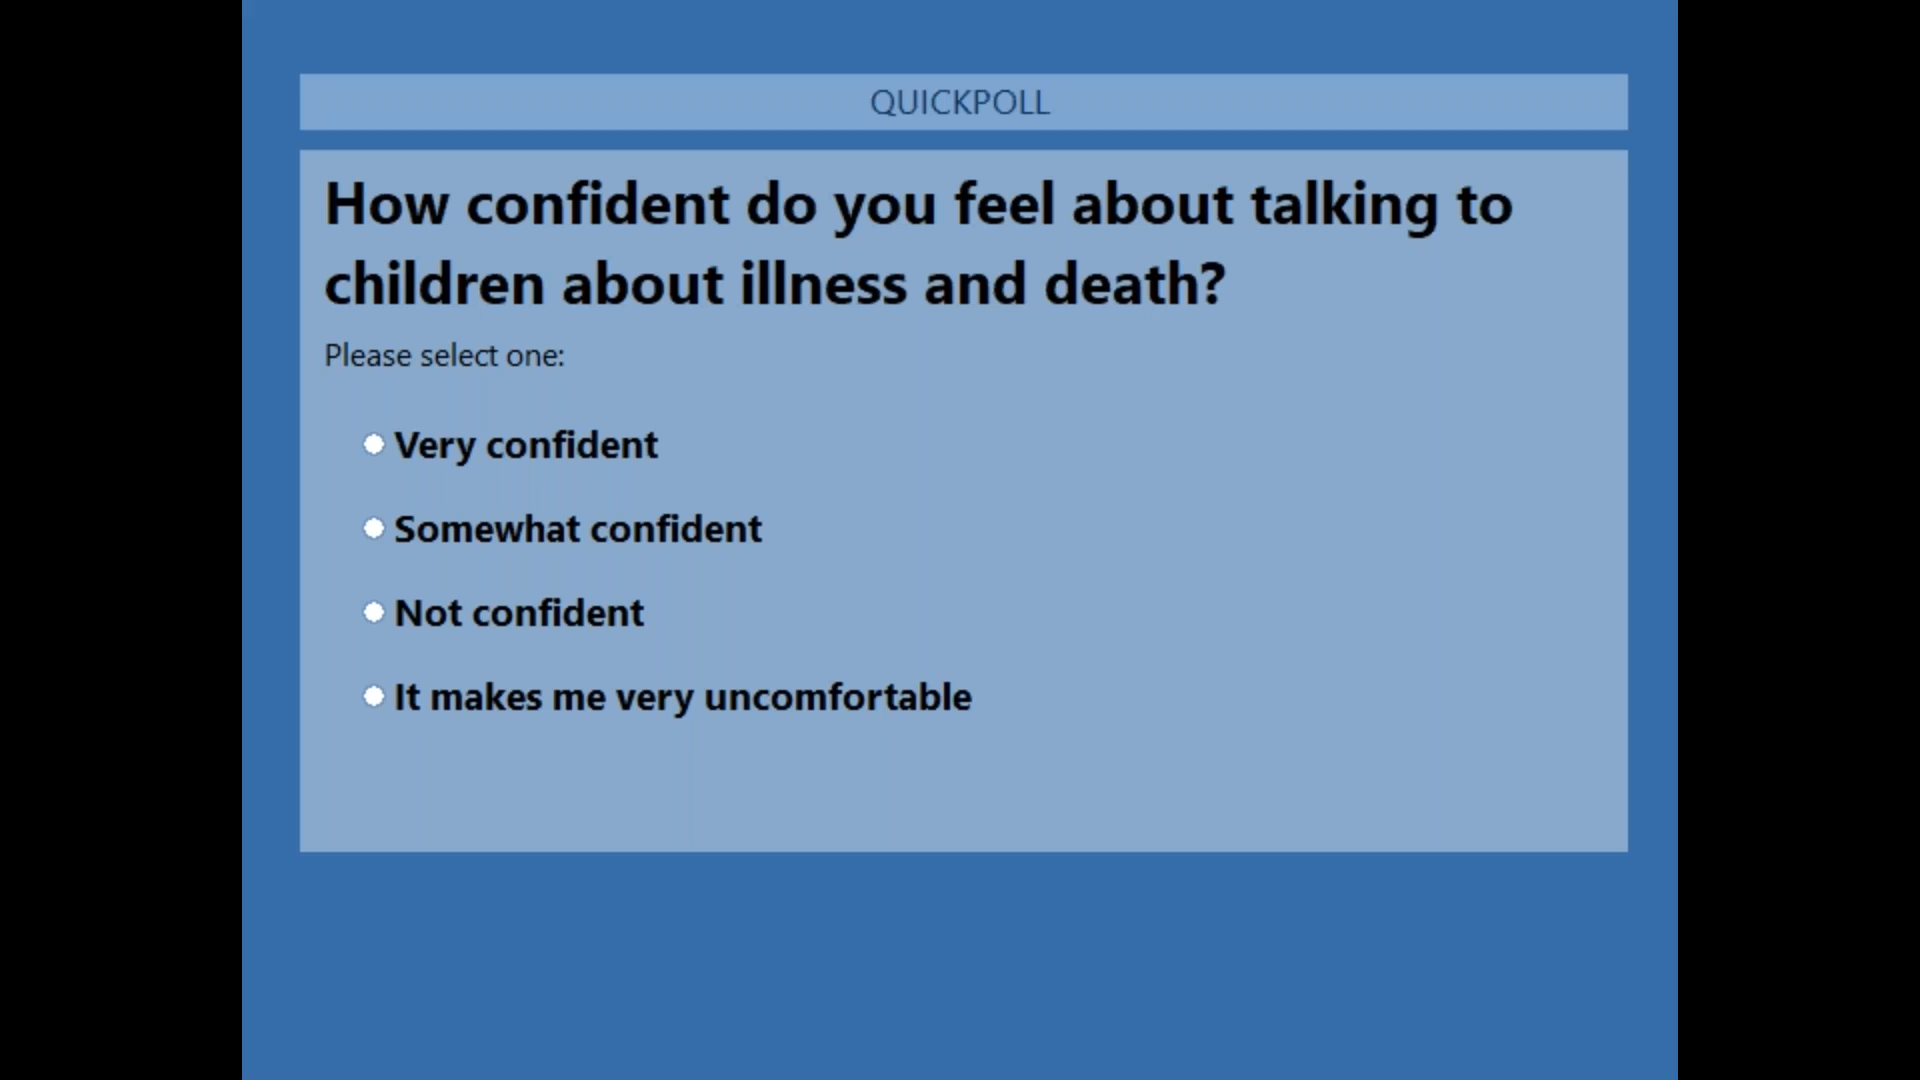 QUICKPOLL
How confident do you feel about talking to
children about illness and death?
Please select one:
Very confident
Somewhat confident
Not confident
It makes me very uncomfortable